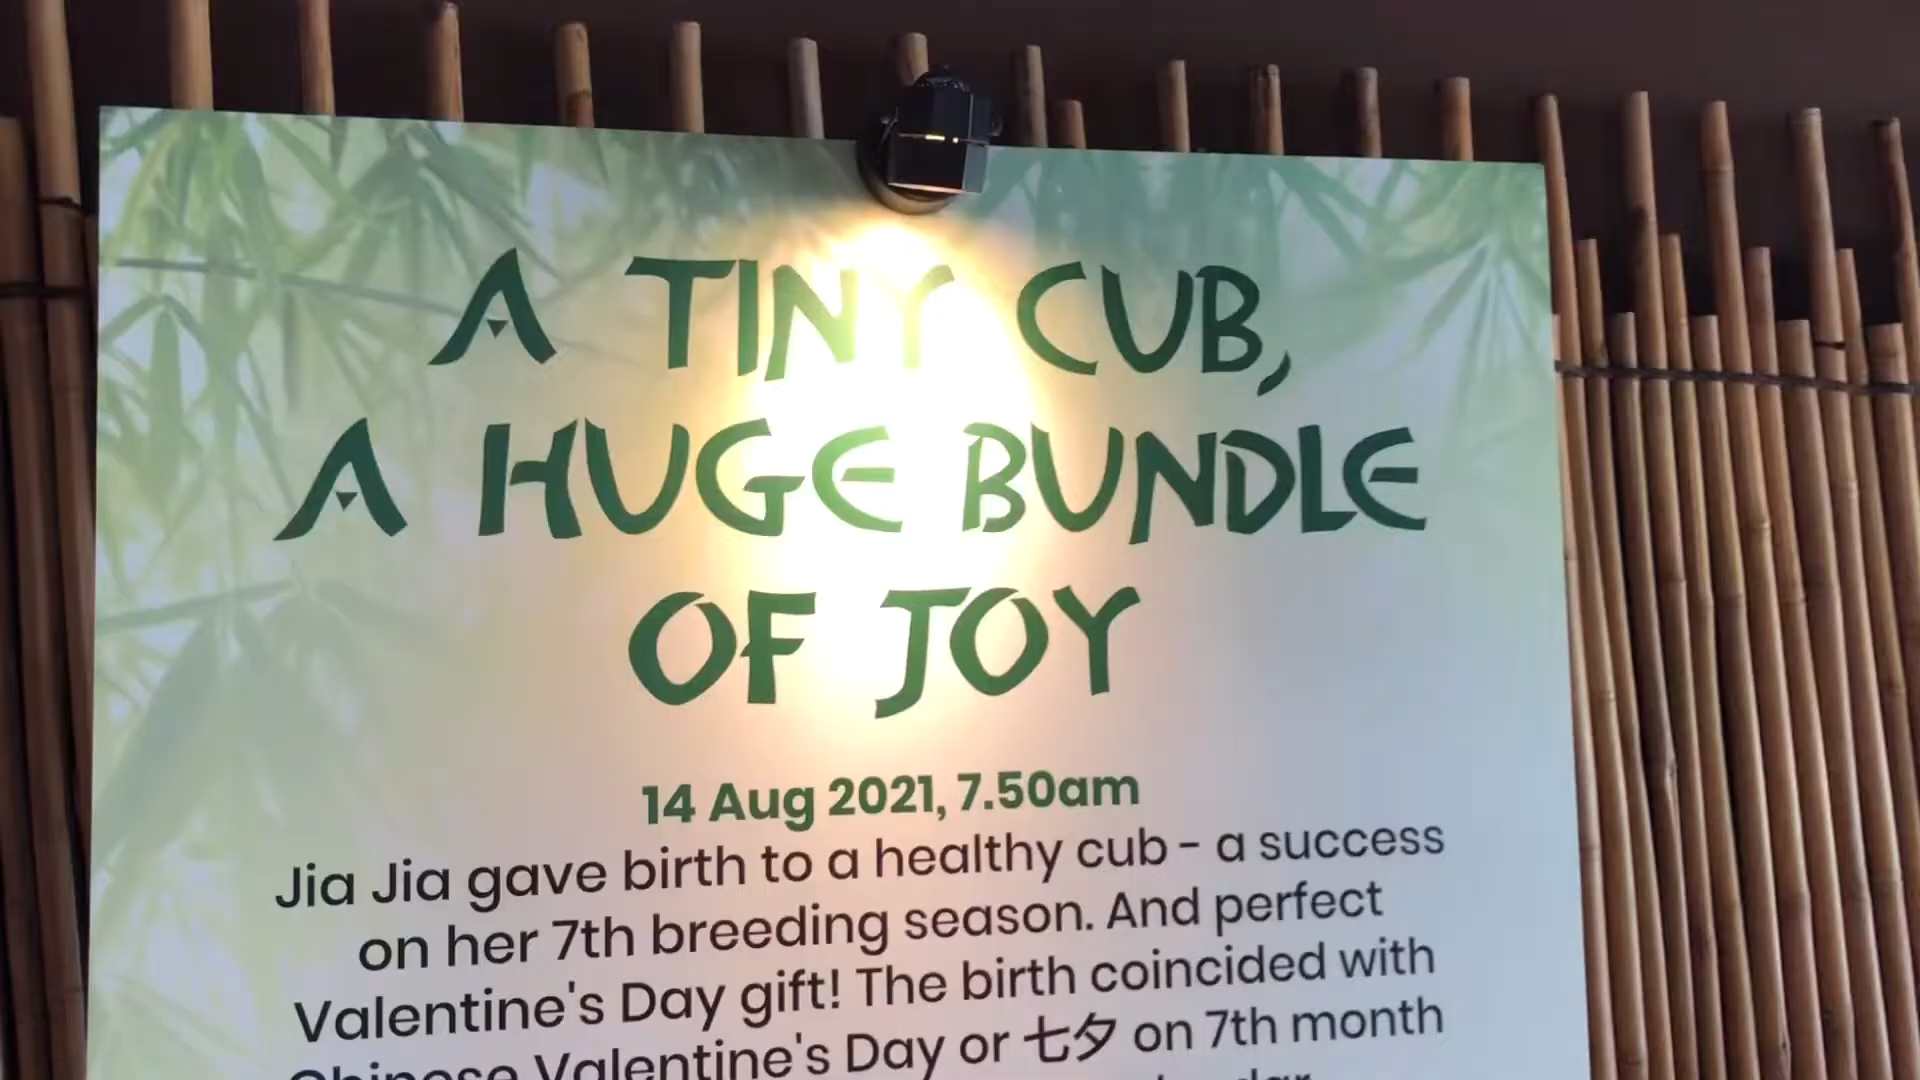 A TINY CUB,
A HUGE BUNDLE
OF JOY
14 Aug 2021, 7.50am
Jia Jia gave birth to a healthy cub - a success
on her 7th breeding season. And perfect
Valentine's Day gift! The birth coincided with
Chinese Valentine's Day or 七夕 on 7th month